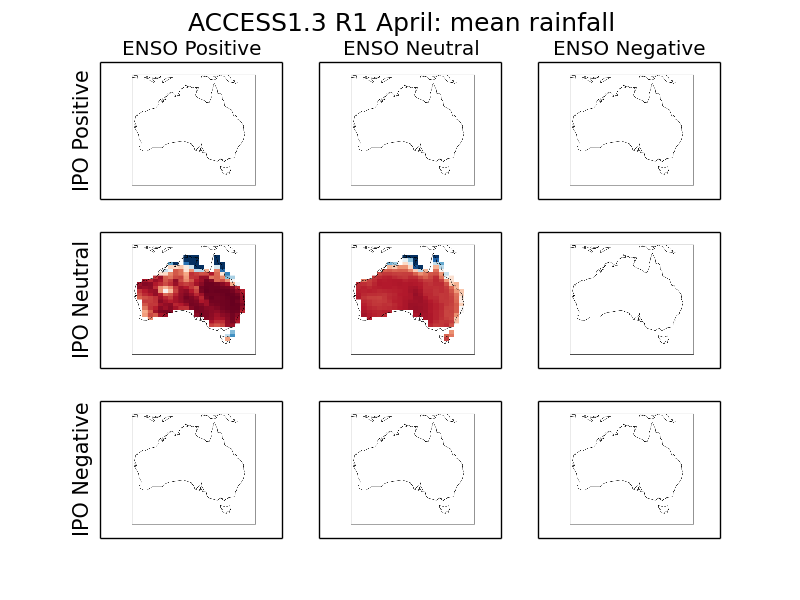 ACCESS1.3 R1 April: mean rainfall
ENSO Positive
ENSO Neutral
ENSO Negative
IPO Positive
IPO Neutral
IPO Negative